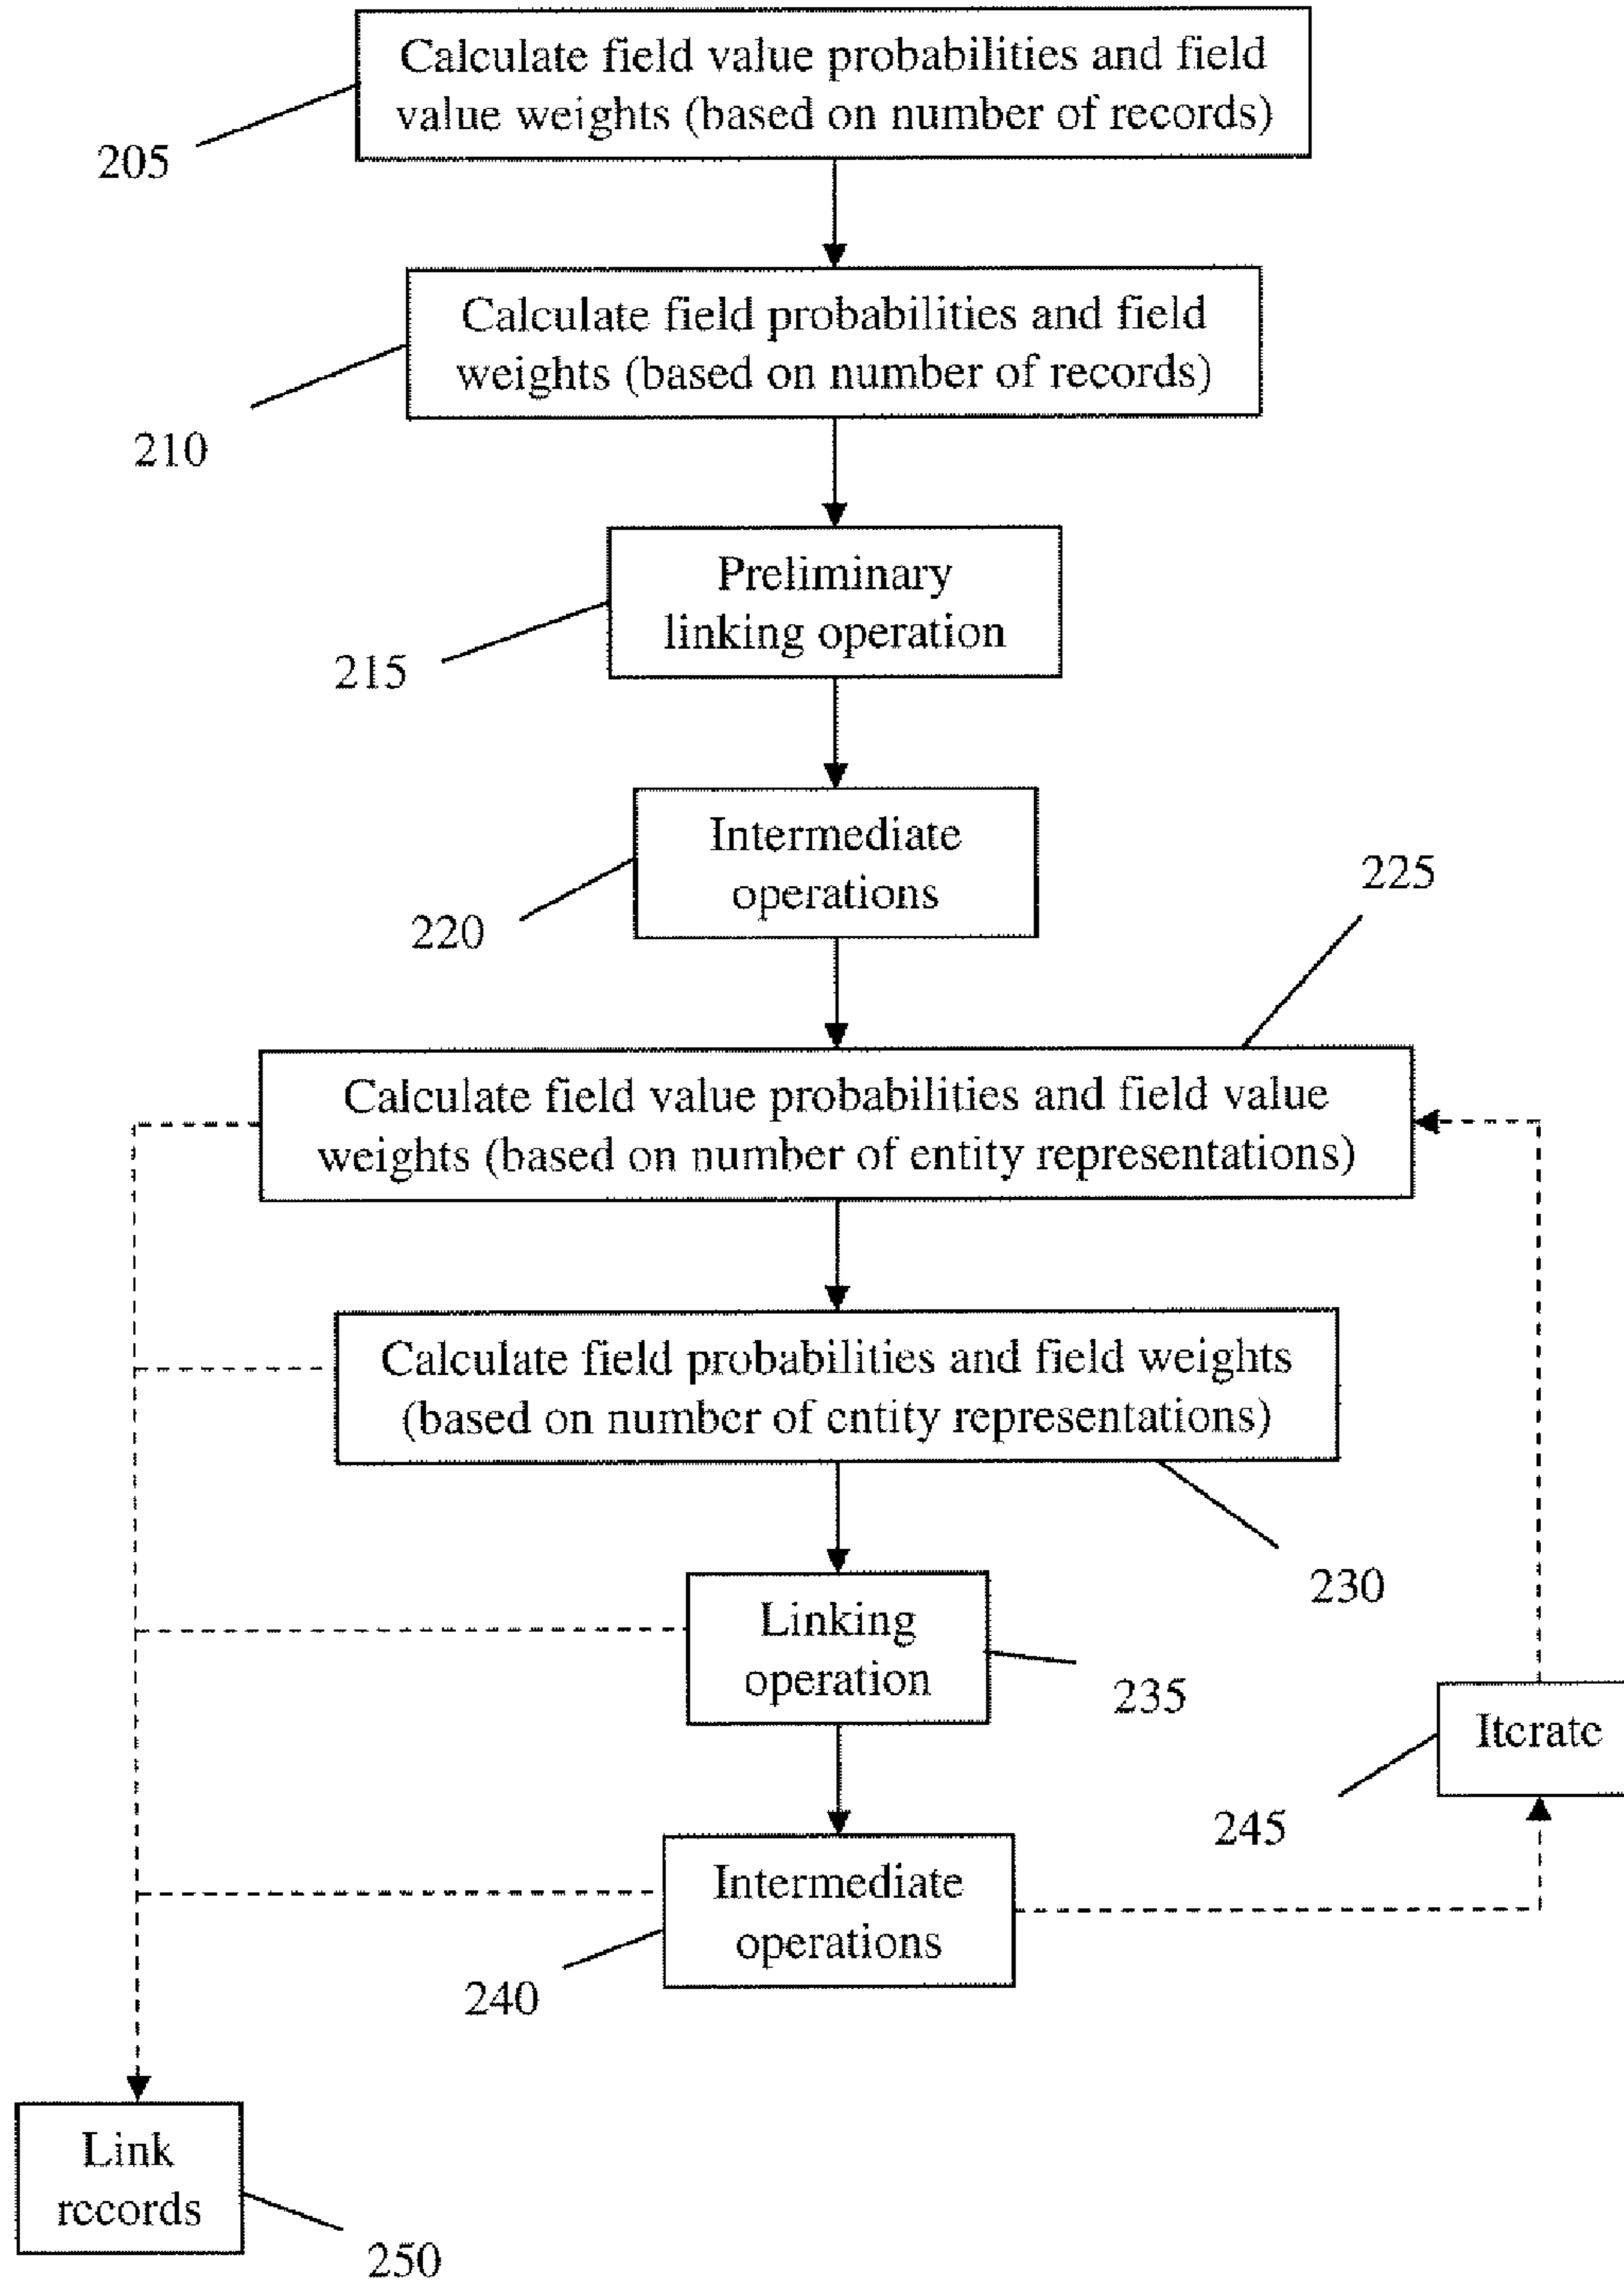 Calculate field value probabilities and field
value weights (based on number of records)
205
Calculate field probabilities and field
weights (based on number of records)
210
Preliminary
linking operation
215
Intermediate
operations
220
225
Calculate field value probabilities and field value
weights (based on number of entity representations)
Calculate field probabilities and field weights
(based on number of entity representations)
230
Linking
operation
235
Iterate
245
Intermediate
operations
240
Link
records
250